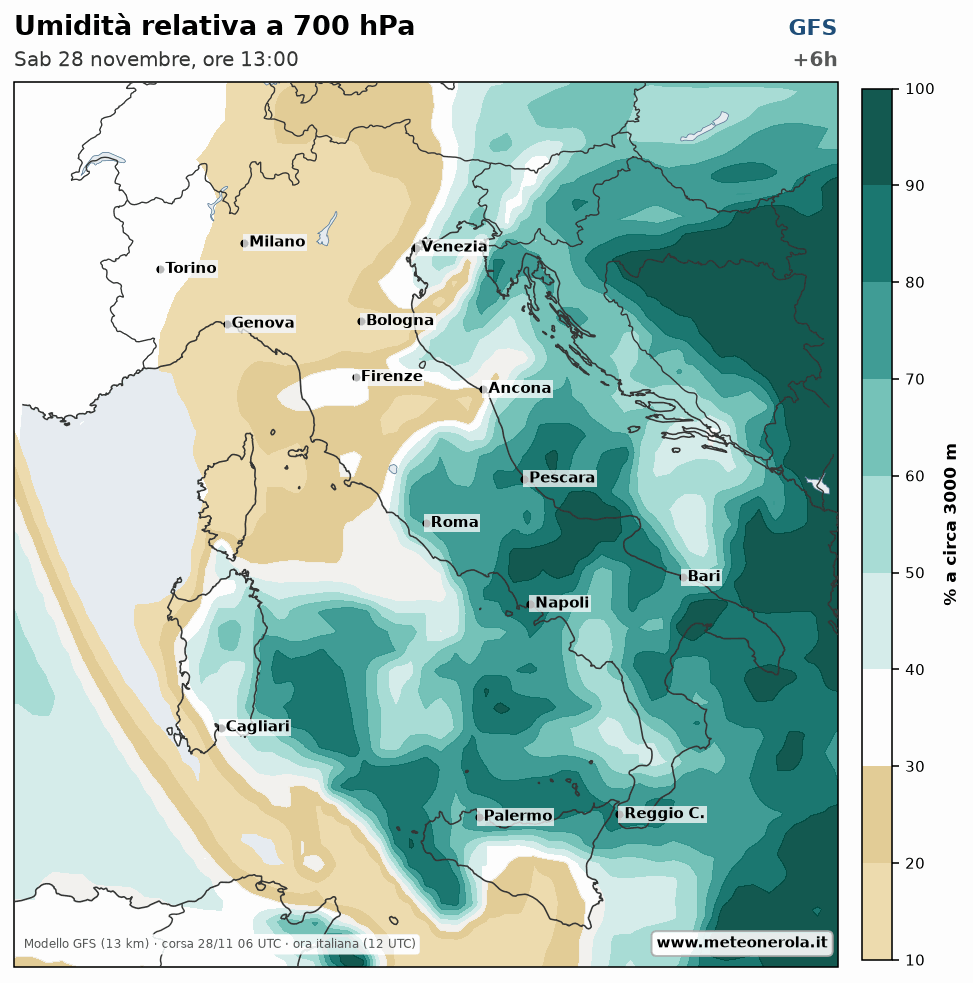 Umidità relativa a 700 hPa
GFS
Sab 28 novembre, ore 13:00
+6h
100
90
80
70
60
50
40
30
20
10
% a circa 3000 m
Milano
Venezia
Torino
Genova
Bologna
Firenze
Ancona
Pescara
Roma
Bari
Napoli
Cagliari
Palermo
Reggio C.
Modello GFS (13 km) · corsa 28/11 06 UTC · ora italiana (12 UTC)
www.meteonerola.it